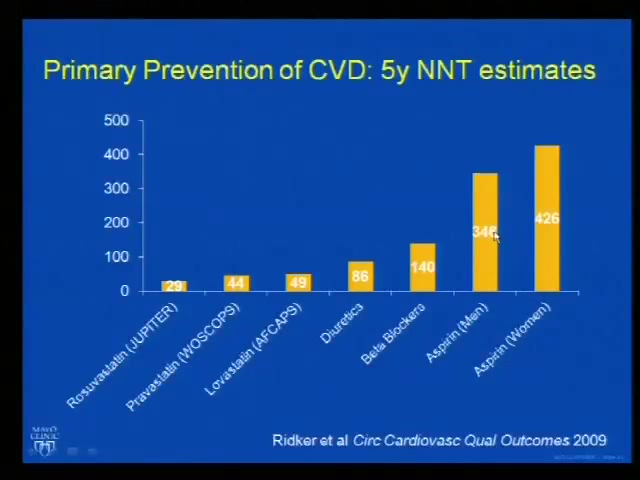 Primary Prevention of CVD: 5y NNT estimates
500
400
300
200
100
0
29
44
49
86
140
346
426
Rosuvastatin (JUPITER)
Pravastatin (WOSCOPS)
Lovastatin (AFCAPS)
Diuretics
Beta Blockers
Aspirin (Men)
Aspirin (Women)
Ridker et al Circ Cardiovasc Qual Outcomes 2009
MAYO
CLINIC